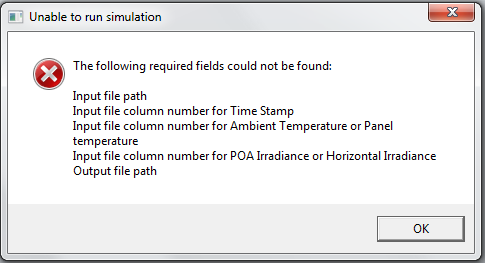 Unable to run simulation
The following required fields could not be found:
Input file path
Input file column number for Time Stamp
Input file column number for Ambient Temperature or Panel
temperature
Input file column number for POA Irradiance or Horizontal Irradiance
Output file path
OK